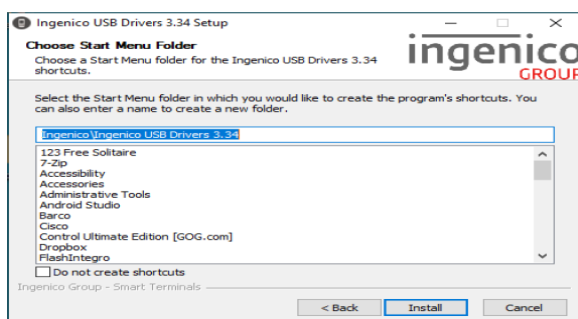 Ingenico USB Drivers 3.34 Setup
Choose Start Menu Folder
Choose a Start Menu folder for the Ingenico USB Drivers 3.34
shortcuts.
ingenico
GROUP
Select the Start Menu folder in which you would like to create the program's shortcuts. You
can also enter a name to create a new folder.
Ingenico\Ingenico USB Drivers 3.34
123 Free Solitaire
7-Zip
Accessibility
Accessories
Administrative Tools
Android Studio
Barco
Cisco
Control Ultimate Edition [GOG.com]
Dropbox
FlashIntegro
Do not create shortcuts
Ingenico Group - Smart Terminals
< Back Install Cancel